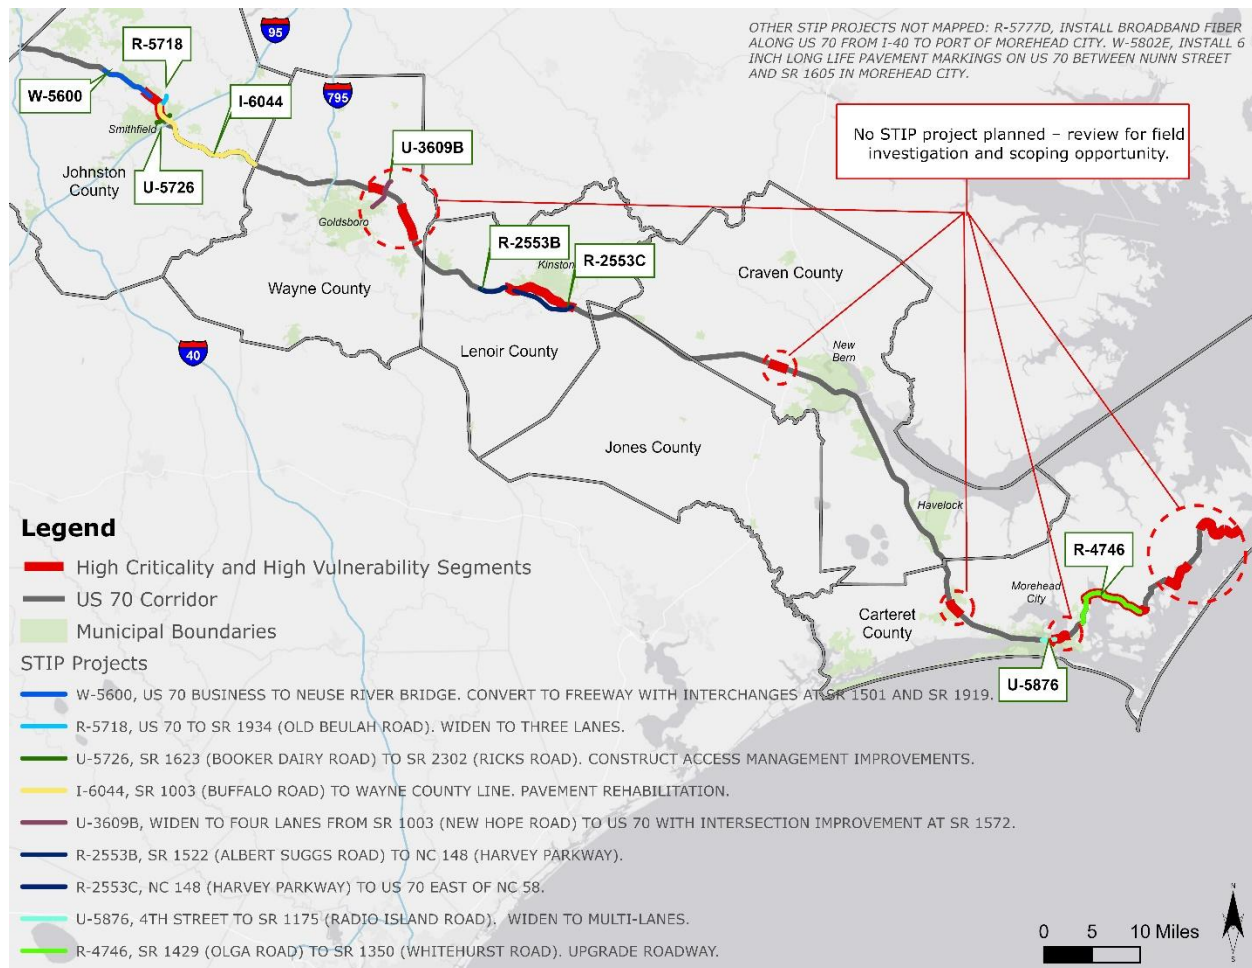 OTHER STIP PROJECTS NOT MAPPED: R-5777D, INSTALL BROADBAND FIBER
ALONG US 70 FROM I-40 TO PORT OF MOREHEAD CITY. W-5802E, INSTALL 6
INCH LONG LIFE PAVEMENT MARKINGS ON US 70 BETWEEN NUNN STREET
AND SR 1605 IN MOREHEAD CITY.
95
R-5718
W-5600
I-6044
795
Smithfield
No STIP project planned – review for field
investigation and scoping opportunity.
U-3609B
Johnston
County
U-5726
Goldsboro
R-2553B
Kinston
R-2553C
Craven County
Wayne County
40
Lenoir County
New
Bern
Jones County
Havelock
R-4746
Morehead
City
Carteret
County
U-5876
Legend
High Criticality and High Vulnerability Segments
US 70 Corridor
Municipal Boundaries
STIP Projects
W-5600, US 70 BUSINESS TO NEUSE RIVER BRIDGE. CONVERT TO FREEWAY WITH INTERCHANGES AT SR 1501 AND SR 1919.
R-5718, US 70 TO SR 1934 (OLD BEULAH ROAD). WIDEN TO THREE LANES.
U-5726, SR 1623 (BOOKER DAIRY ROAD) TO SR 2302 (RICKS ROAD). CONSTRUCT ACCESS MANAGEMENT IMPROVEMENTS.
I-6044, SR 1003 (BUFFALO ROAD) TO WAYNE COUNTY LINE. PAVEMENT REHABILITATION.
U-3609B, WIDEN TO FOUR LANES FROM SR 1003 (NEW HOPE ROAD) TO US 70 WITH INTERSECTION IMPROVEMENT AT SR 1572.
R-2553B, SR 1522 (ALBERT SUGGS ROAD) TO NC 148 (HARVEY PARKWAY).
R-2553C, NC 148 (HARVEY PARKWAY) TO US 70 EAST OF NC 58.
U-5876, 4TH STREET TO SR 1175 (RADIO ISLAND ROAD). WIDEN TO MULTI-LANES.
R-4746, SR 1429 (OLGA ROAD) TO SR 1350 (WHITEHURST ROAD). UPGRADE ROADWAY.
N
W E
S
0 5 10 Miles